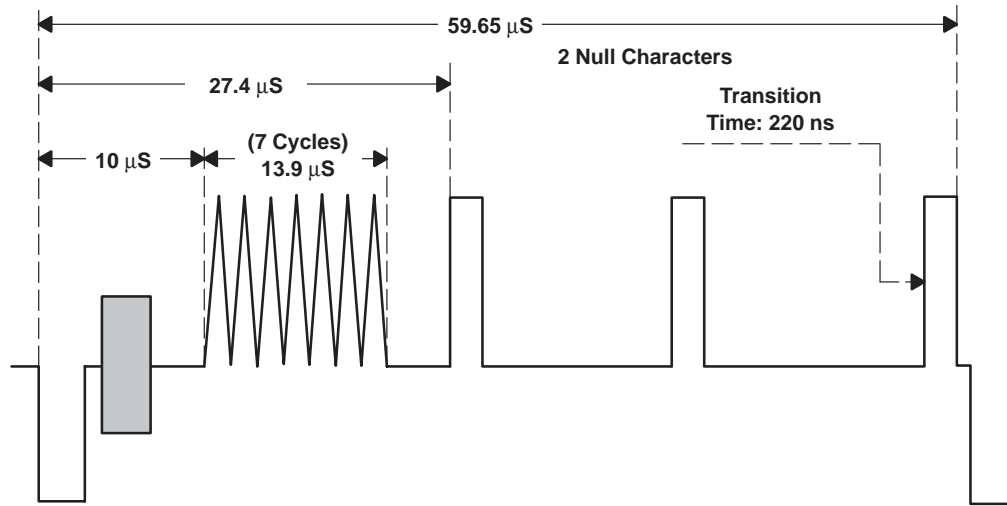 59.65 μS
2 Null Characters
27.4 μS
Transition
Time: 220 ns
(7 Cycles)
10 μS
13.9 μS